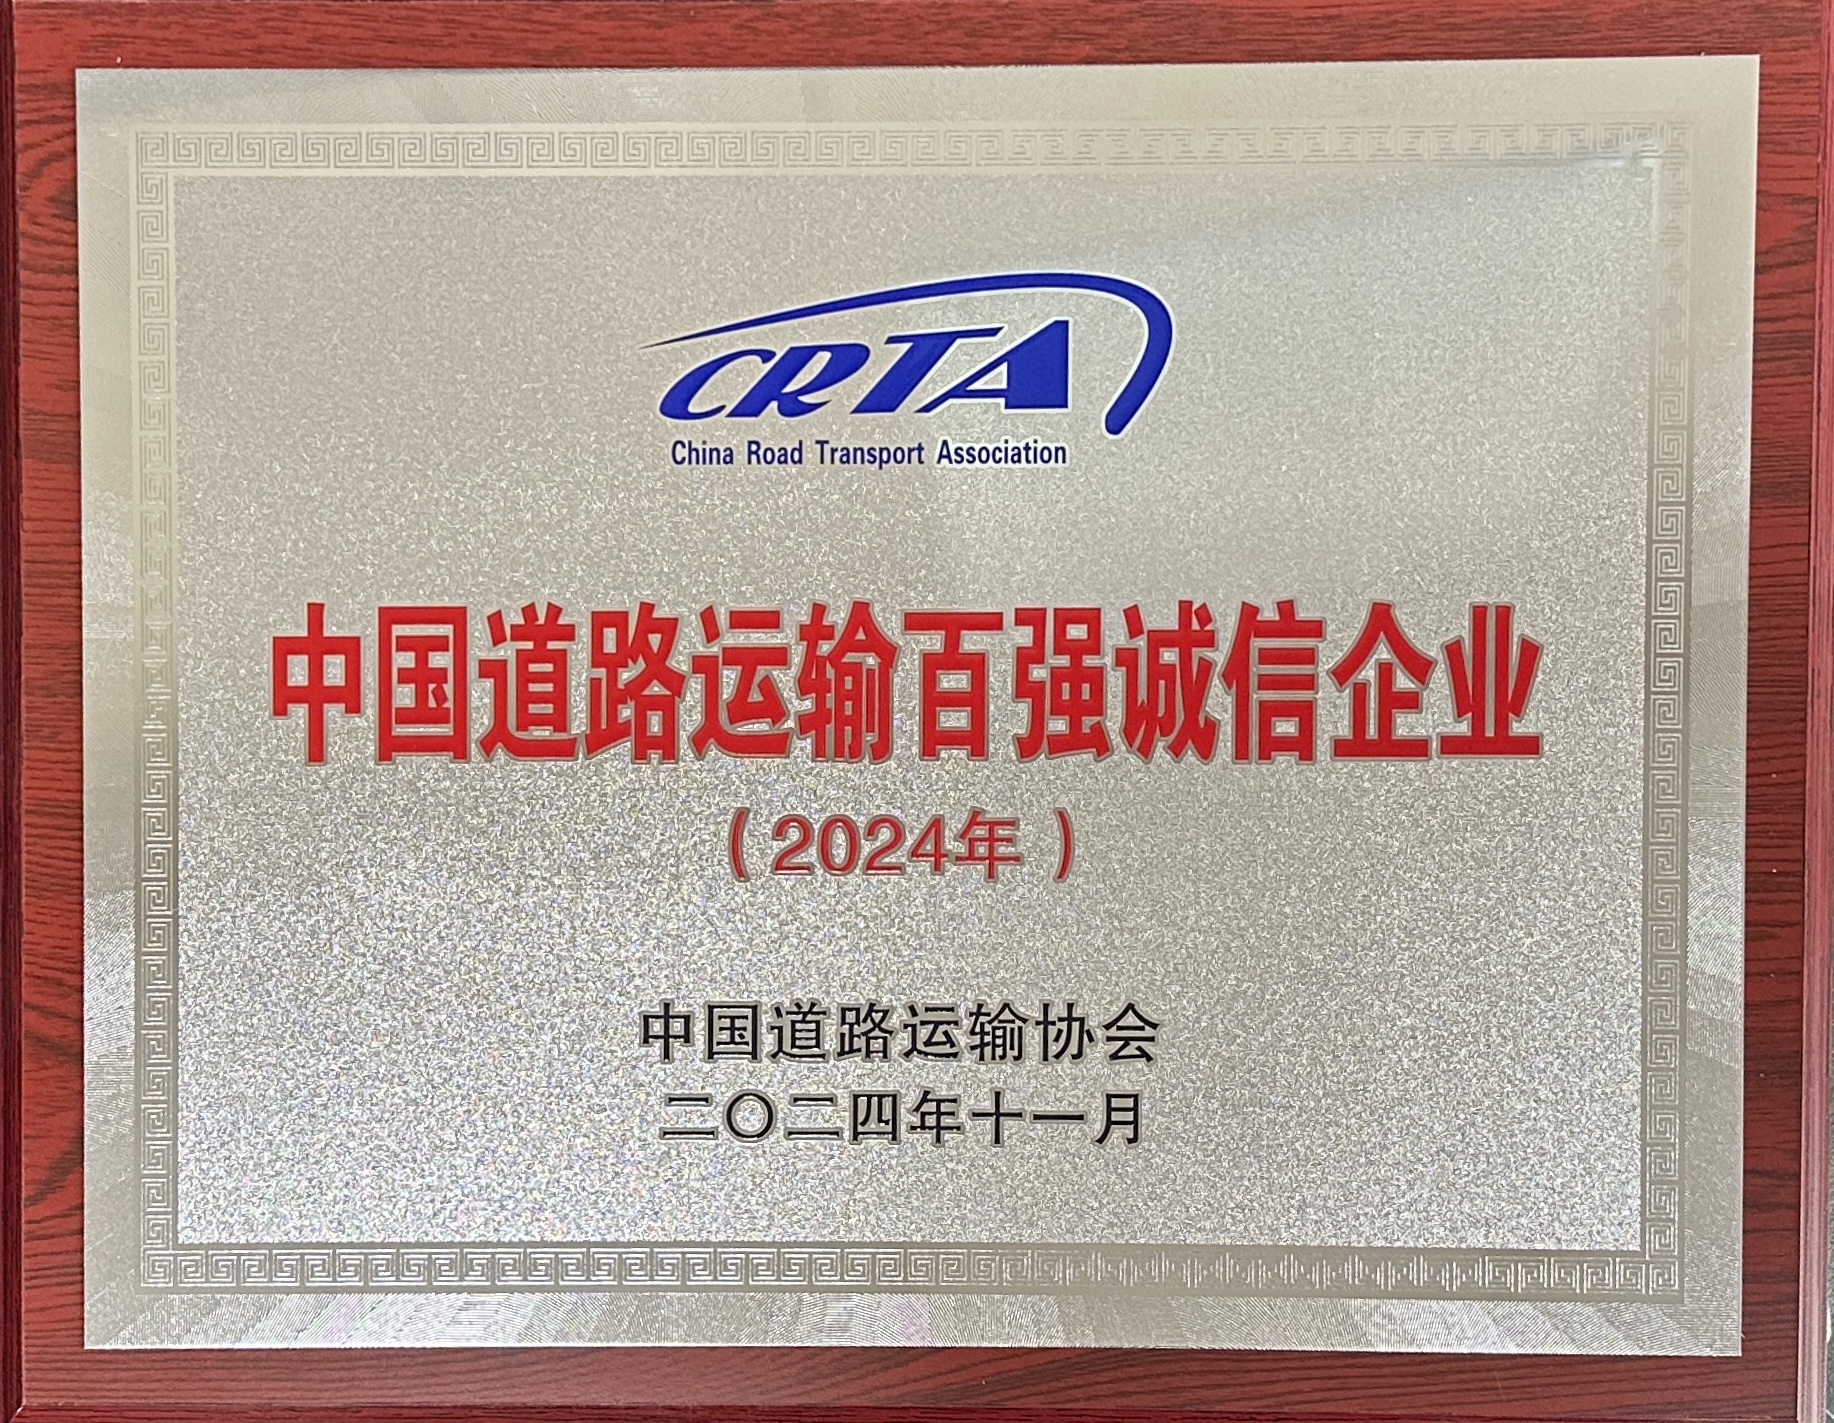 CRTA
China Road Transport Association
中国道路运输百强诚信企业
（2024年）
中国道路运输协会
二〇二四年十一月